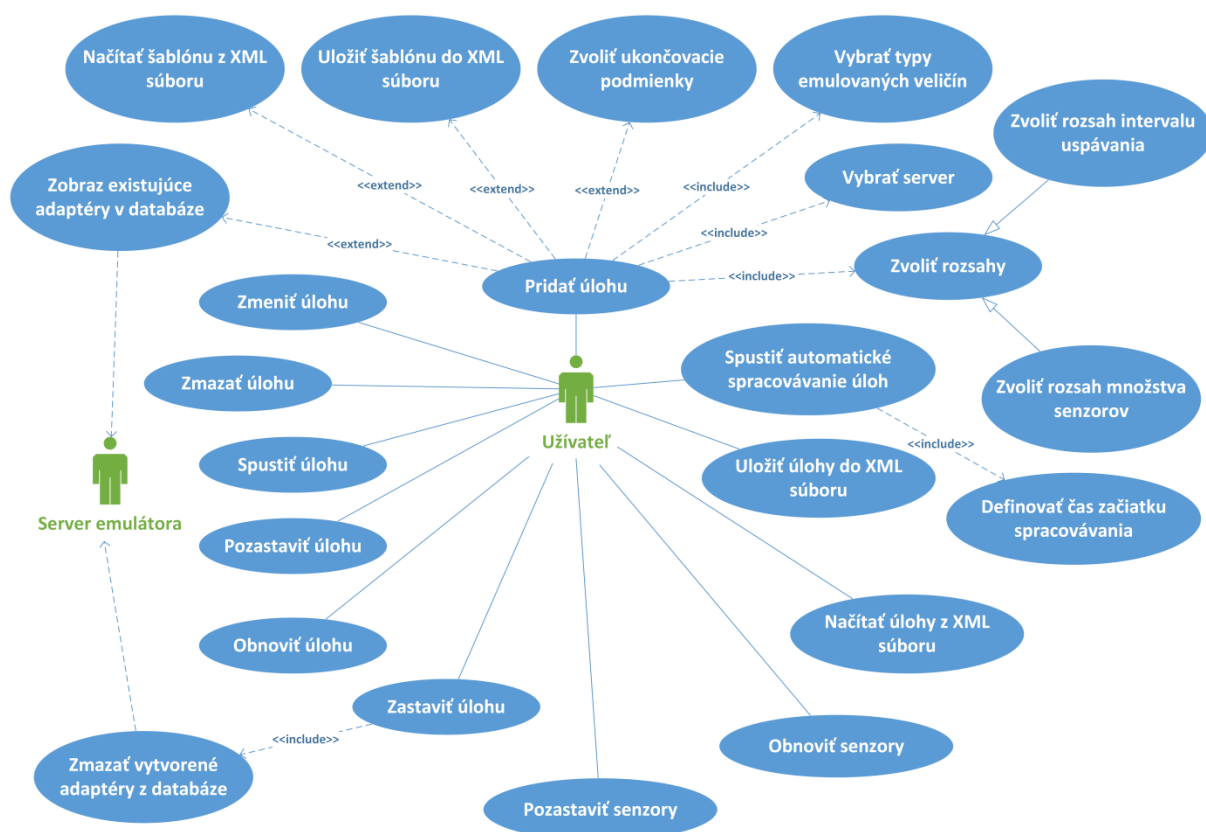 Načítať šablónu z XML
súboru
Uložiť šablónu do XML
súboru
Zvoliť ukončovacie
podmienky
Vybrať typy
emulovaných veličín
Zvoliť rozsah intervalu
uspávania
Zobraz existujúce
adaptéry v databáze
Vybrať server
<<extend>>
<<extend>>
<<extend>>
<<include>>
<<include>>
<<extend>>
<<include>>
Pridať úlohu
Zvoliť rozsahy
Zmeniť úlohu
Zmazať úlohu
Spustiť automatické
spracovávanie úloh
Zvoliť rozsah množstva
senzorov
Užívateľ
<<include>>
Spustiť úlohu
Uložiť úlohy do XML
súboru
Server emulátora
Definovať čas začiatku
spracovávania
Pozastaviť úlohu
Obnoviť úlohu
Načítať úlohy z XML
súboru
Zastaviť úlohu
<<include>>
Obnoviť senzory
Zmazať vytvorené
adaptéry z databáze
Pozastaviť senzory